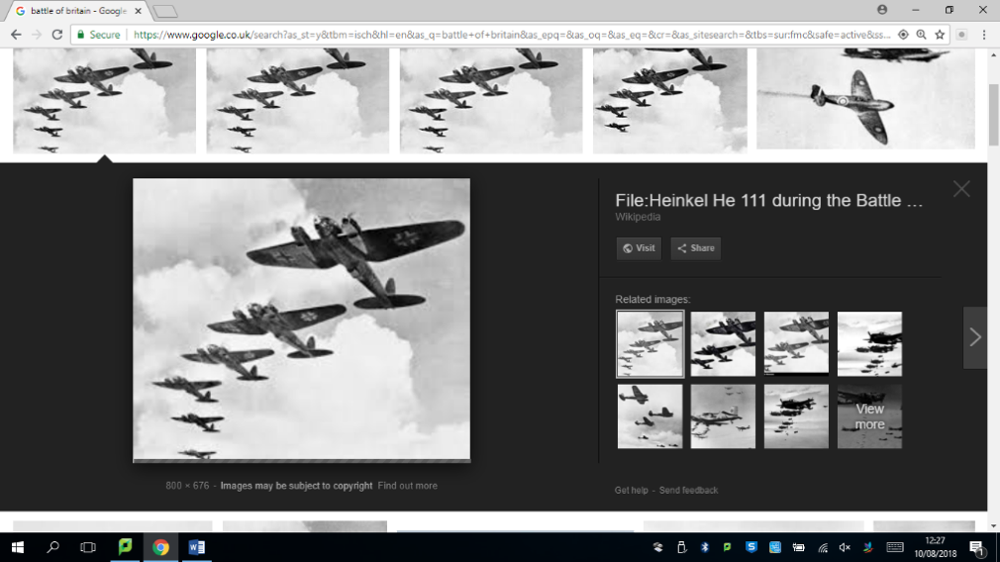 battle of britain - Google
Secure
https://www.google.co.uk/search?as_st=y&tbm=isch&hl=en&as_q=battle+of+britain&as_epq=&as_oq=&as_eq=&cr=&as_sitesearch=&tbs=sur:fmc&safe=active&ss...
File:Heinkel He 111 during the Battle ...
Wikipedia
Visit
Share
Related images:
View
more
800 × 676 - Images may be subject to copyright Find out more
Get help - Send feedback
12:27
10/08/2018
1